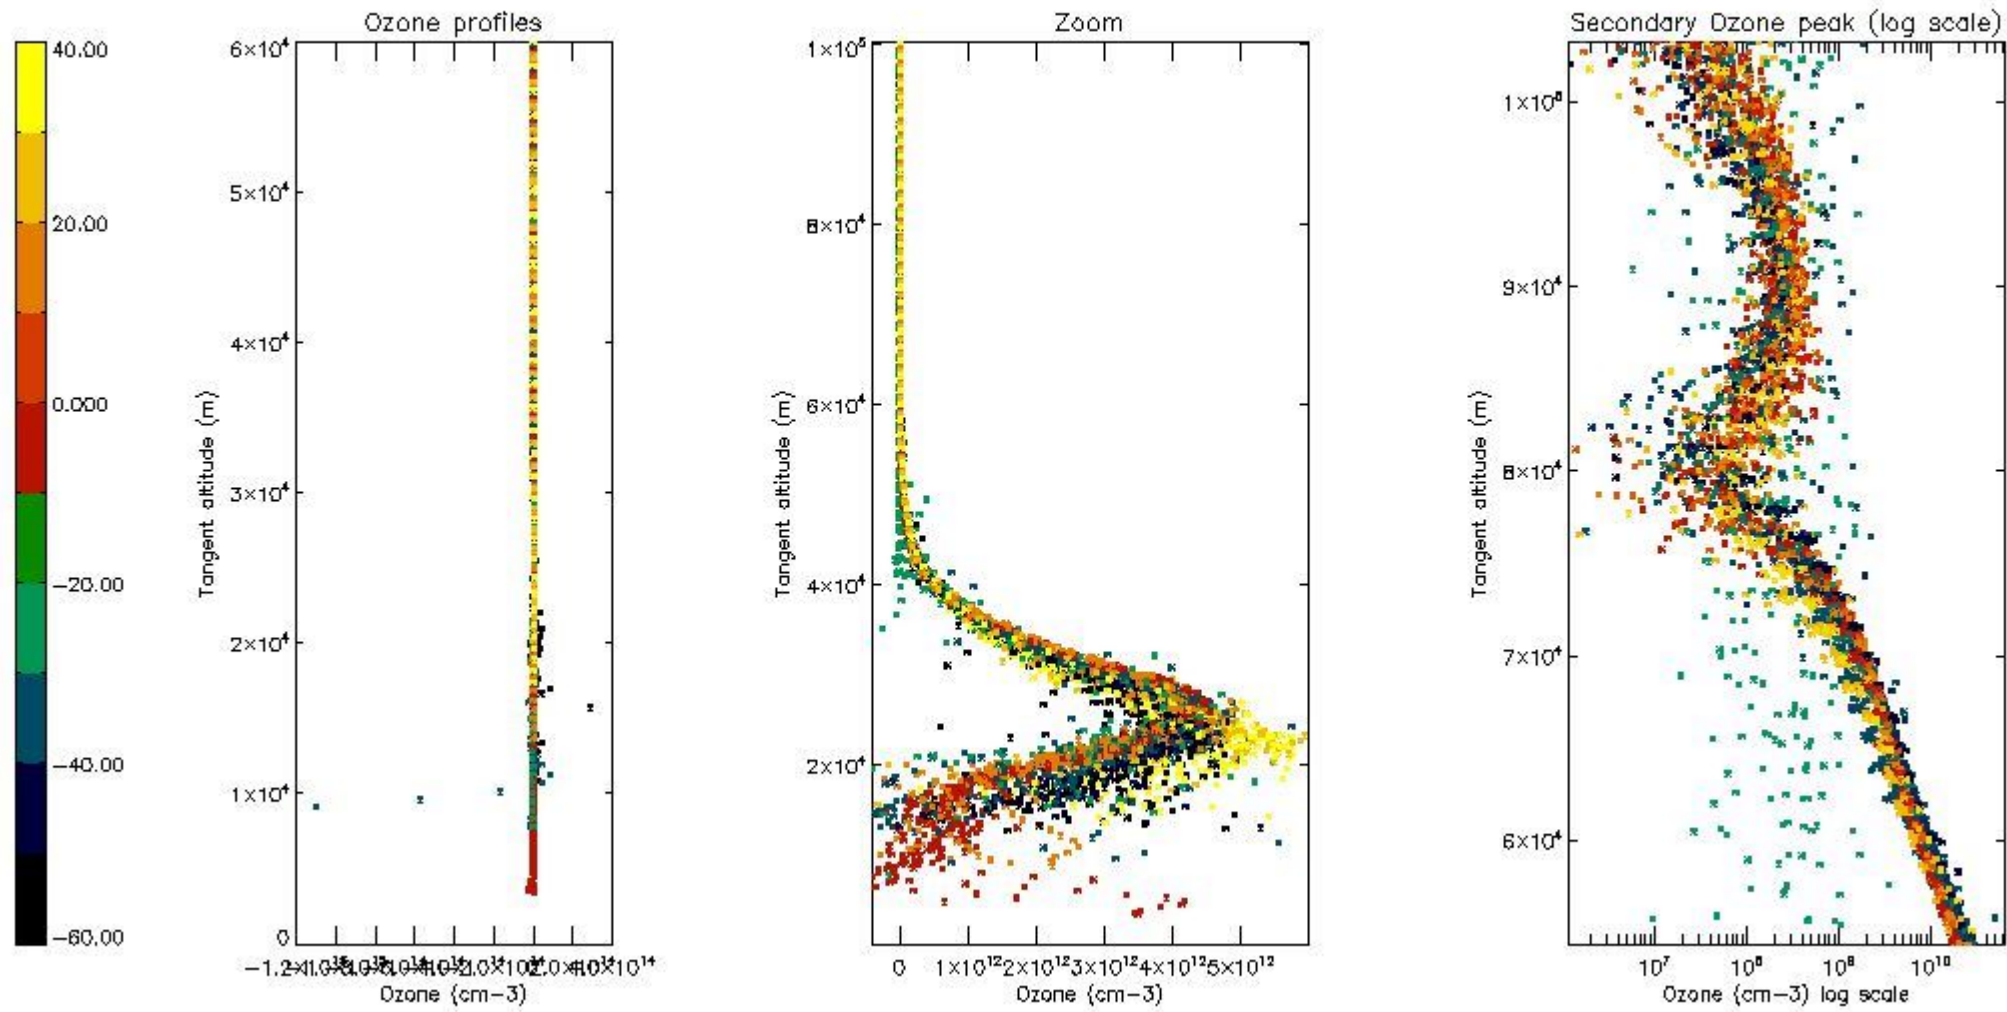 Ozone profiles
Zoom
Secondary Ozone peak (log scale)
40.00
20.00
0.000
−20.00
−40.00
−60.00
Tangent altitude (m)
6×10⁴
5×10⁴
4×10⁴
3×10⁴
2×10⁴
1×10⁴
0
Ozone (cm−3)
Tangent altitude (m)
1×10⁵
8×10⁴
6×10⁴
4×10⁴
2×10⁴
0 1×10¹² 2×10¹² 3×10¹² 4×10¹² 5×10¹²
Ozone (cm−3)
Tangent altitude (m)
1×10⁵
9×10⁴
8×10⁴
7×10⁴
6×10⁴
10⁷ 10⁸ 10⁹ 10¹⁰
Ozone (cm−3) log scale